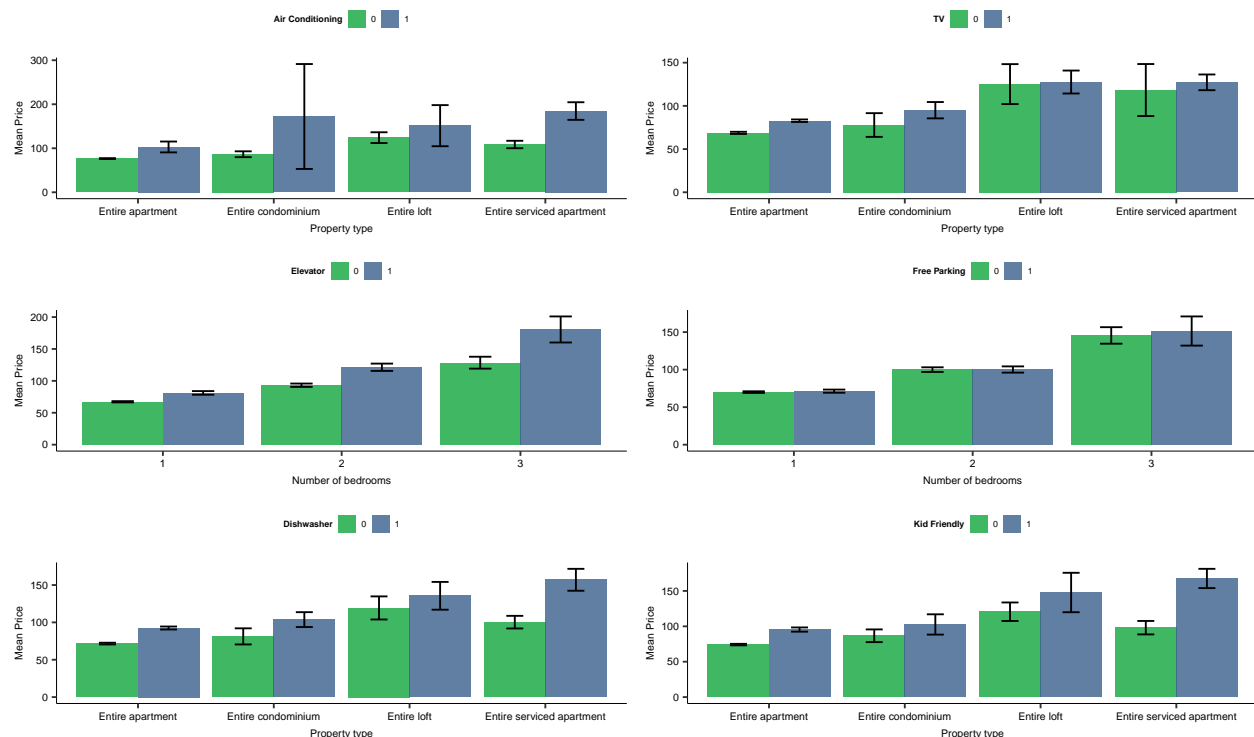 Air Conditioning 0 1
Mean Price
300
200
100
0
Entire apartment Entire condominium Entire loft Entire serviced apartment
Property type
TV 0 1
Mean Price
150
100
50
0
Entire apartment Entire condominium Entire loft Entire serviced apartment
Property type
Elevator 0 1
Mean Price
200
150
100
50
0
1 2 3
Number of bedrooms
Free Parking 0 1
Mean Price
150
100
50
0
1 2 3
Number of bedrooms
Dishwasher 0 1
Mean Price
150
100
50
0
Entire apartment Entire condominium Entire loft Entire serviced apartment
Property type
Kid Friendly 0 1
Mean Price
150
100
50
0
Entire apartment Entire condominium Entire loft Entire serviced apartment
Property type